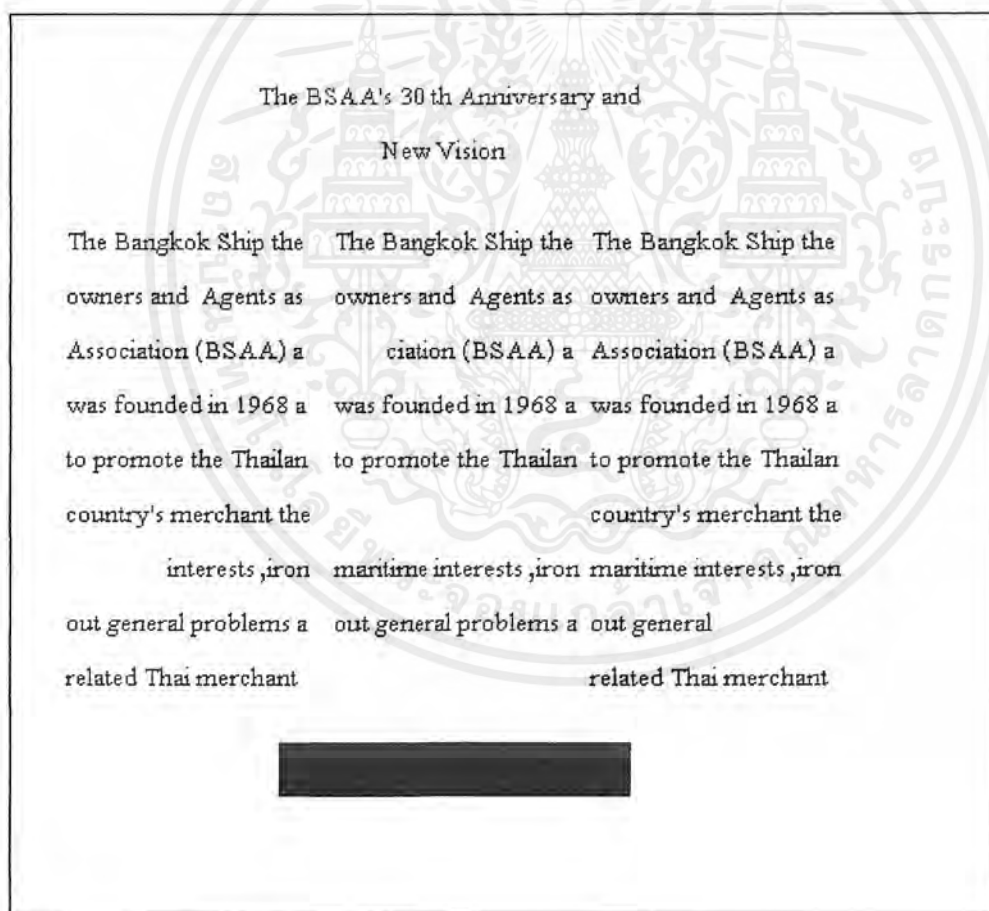 The BSAA's 30 th Anniversary and
New Vision
The Bangkok Ship the
owners and Agents as
Association (BSAA) a
was founded in 1968 a
to promote the Thailan
country's merchant the
interests ,iron
out general problems a
related Thai merchant
The Bangkok Ship the
owners and Agents as
ciation (BSAA) a
was founded in 1968 a
to promote the Thailan
maritime interests ,iron
out general problems a
The Bangkok Ship the
owners and Agents as
Association (BSAA) a
was founded in 1968 a
to promote the Thailan
country's merchant the
maritime interests ,iron
out general
related Thai merchant